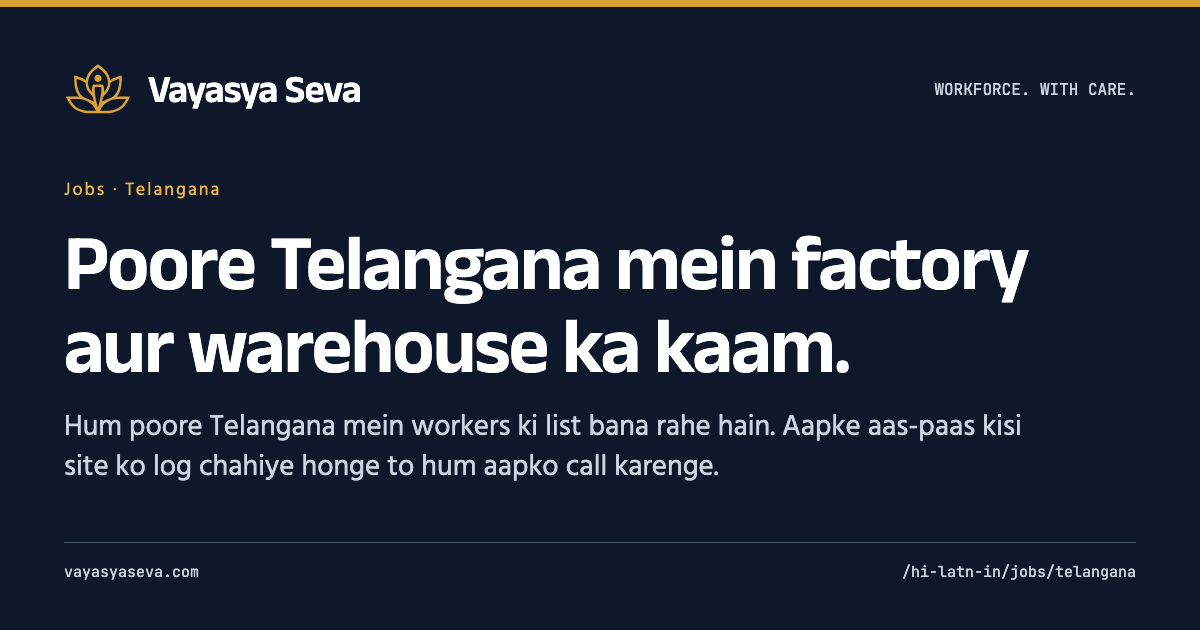 Vayasya Seva
WORKFORCE. WITH CARE.
Jobs · Telangana
Poore Telangana mein factory
aur warehouse ka kaam.
Hum poore Telangana mein workers ki list bana rahe hain. Aapke aas-paas kisi
site ko log chahiye honge to hum aapko call karenge.
vayasyaseva.com
/hi-latn-in/jobs/telangana